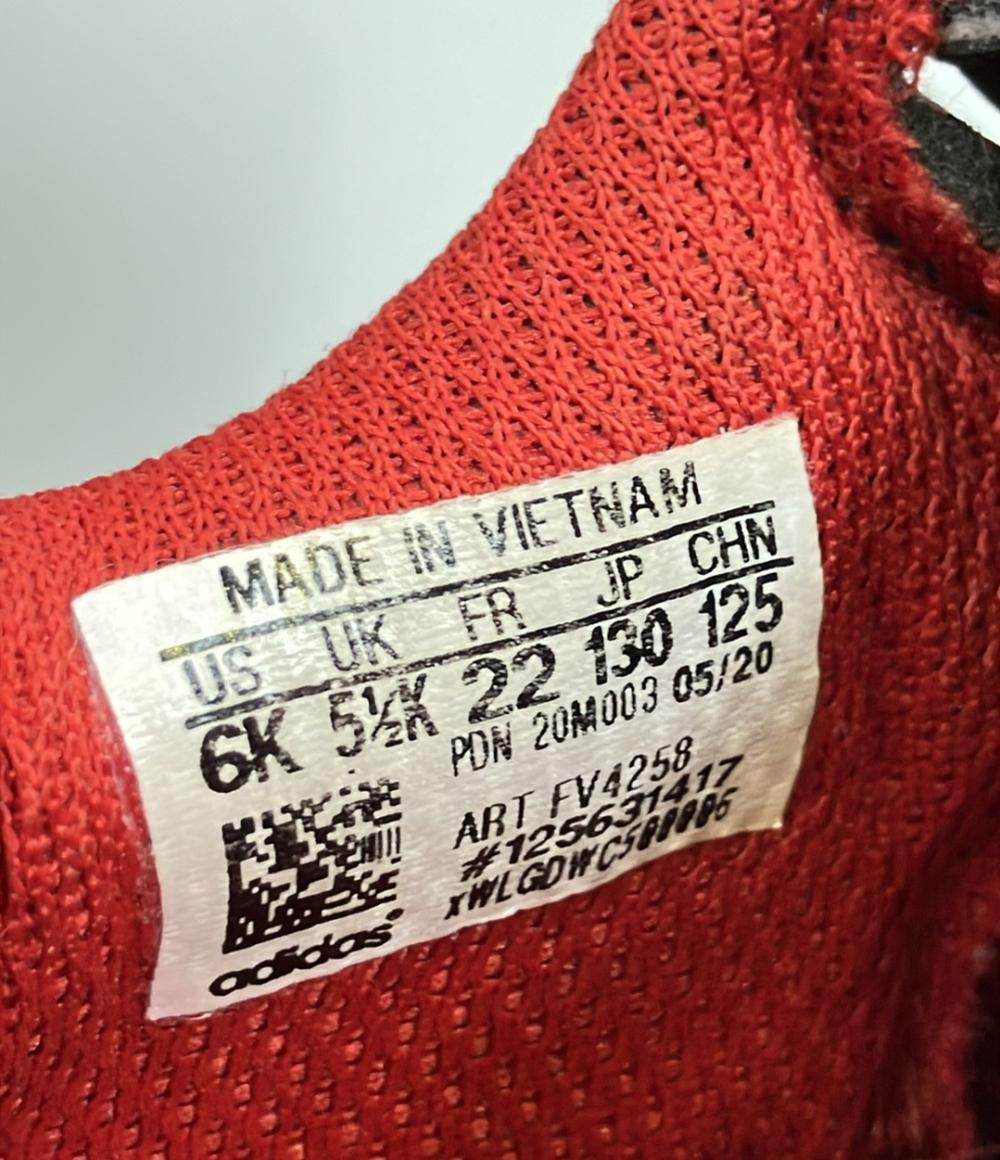 MADE IN VIETNAM
US UK FR JP CHN
6K 5½K 22 130 125
PDN 20M003 05/20
ART FV4258
#125631417
adidas